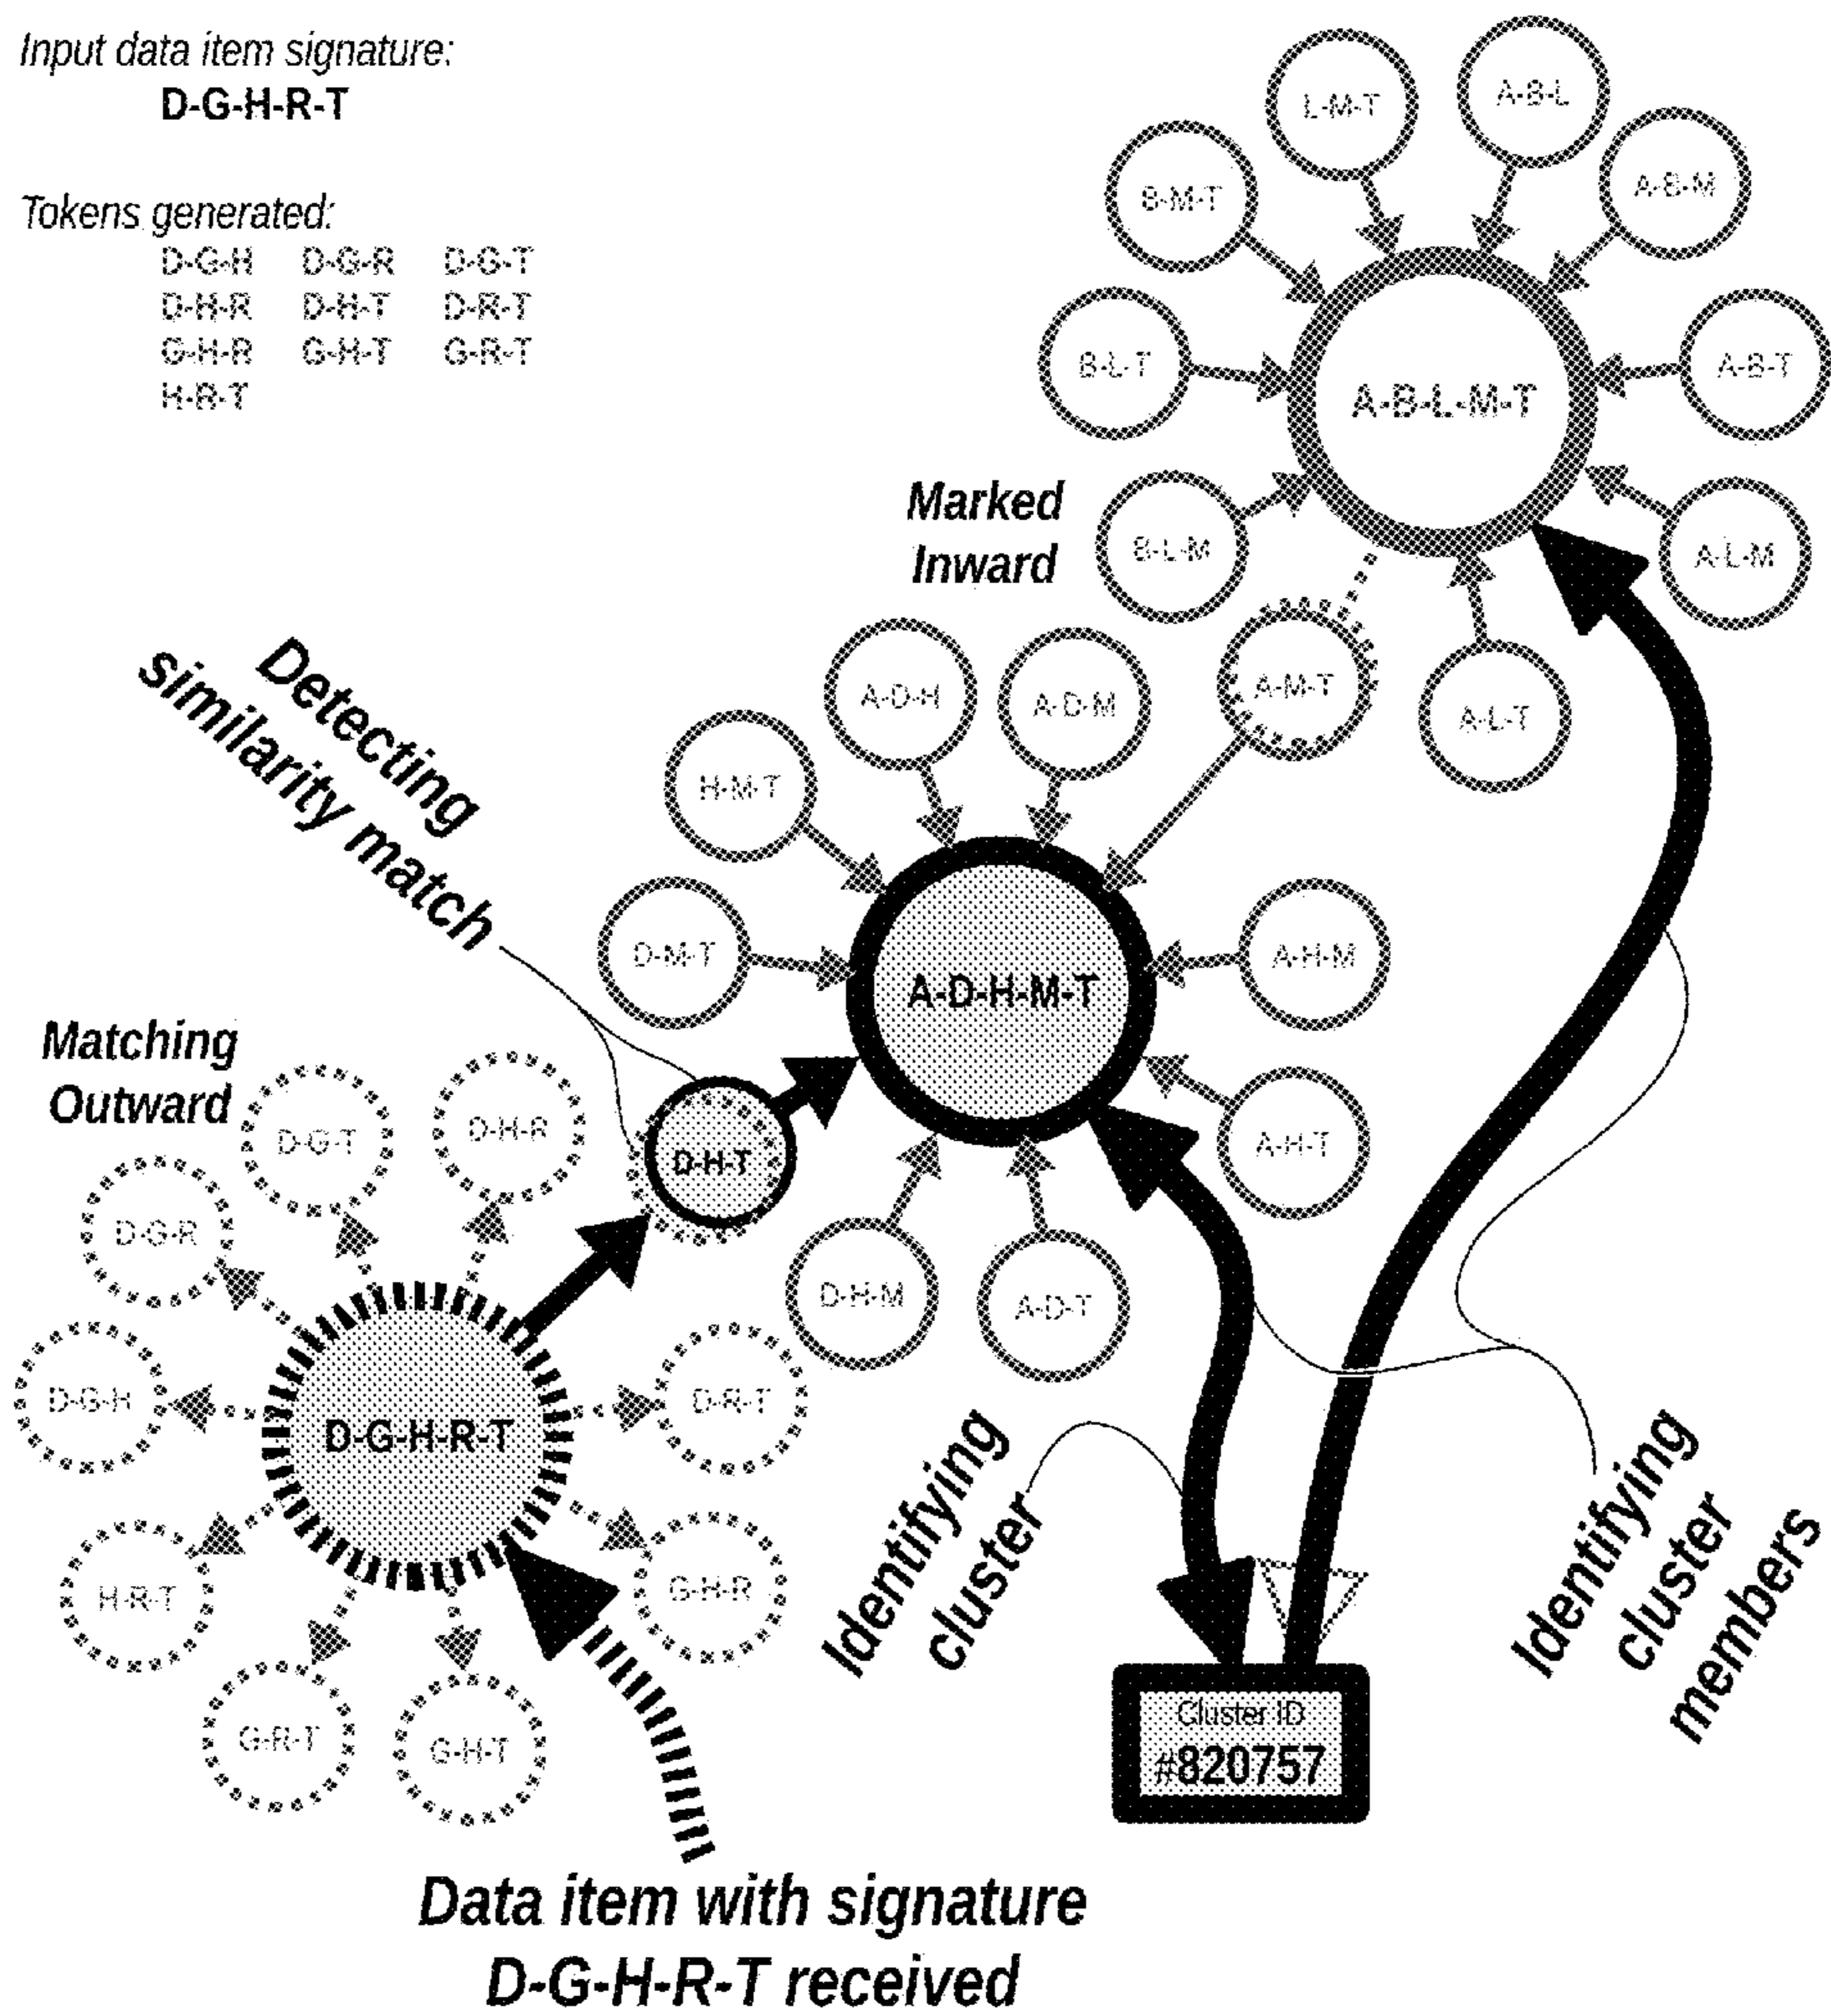 Input data item signature:
D-G-H-R-T
Tokens generated:
D-G-H D-G-R D-G-T
D-H-R D-H-T D-R-T
G-H-R G-H-T G-R-T
H-R-T
L-M-T
A-B-L
B-M-T
A-B-M
B-L-T
A-B-L-M-T
A-B-T
Marked
Inward
B-L-M
A-L-M
A-M-T
A-L-T
Detecting
similarity match
A-D-H
A-D-M
H-M-T
D-M-T
A-D-H-M-T
A-H-M
Matching
Outward
D-G-T
D-H-R
D-H-T
A-H-T
D-G-R
D-H-M
A-D-T
D-G-H
D-G-H-R-T
D-R-T
H-R-T
G-H-R
G-R-T
G-H-T
Identifying
cluster
Identifying
cluster
members
Cluster ID
#820757
Data item with signature
D-G-H-R-T received